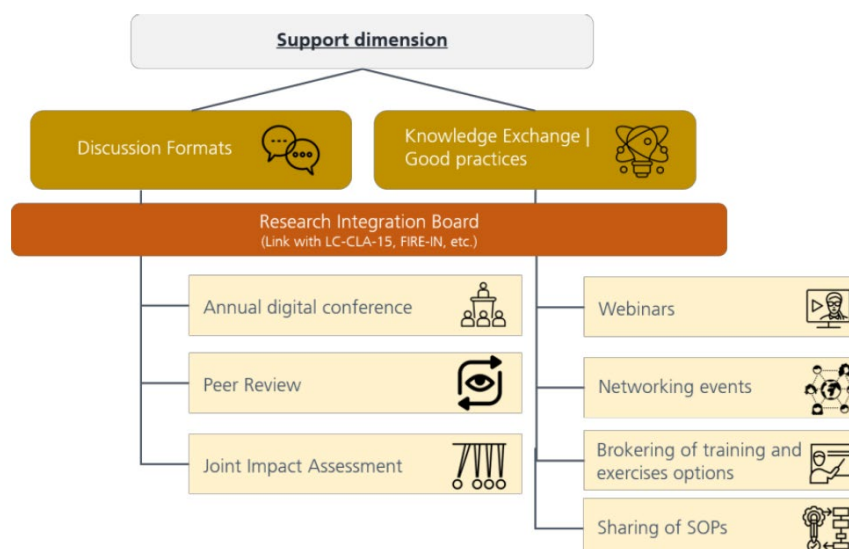 Support dimension
Discussion Formats
Knowledge Exchange |
Good practices
Research Integration Board
(Link with LC-CLA-15, FIRE-IN, etc.)
Annual digital conference
Peer Review
Joint Impact Assessment
Webinars
Networking events
Brokering of training and
exercises options
Sharing of SOPs